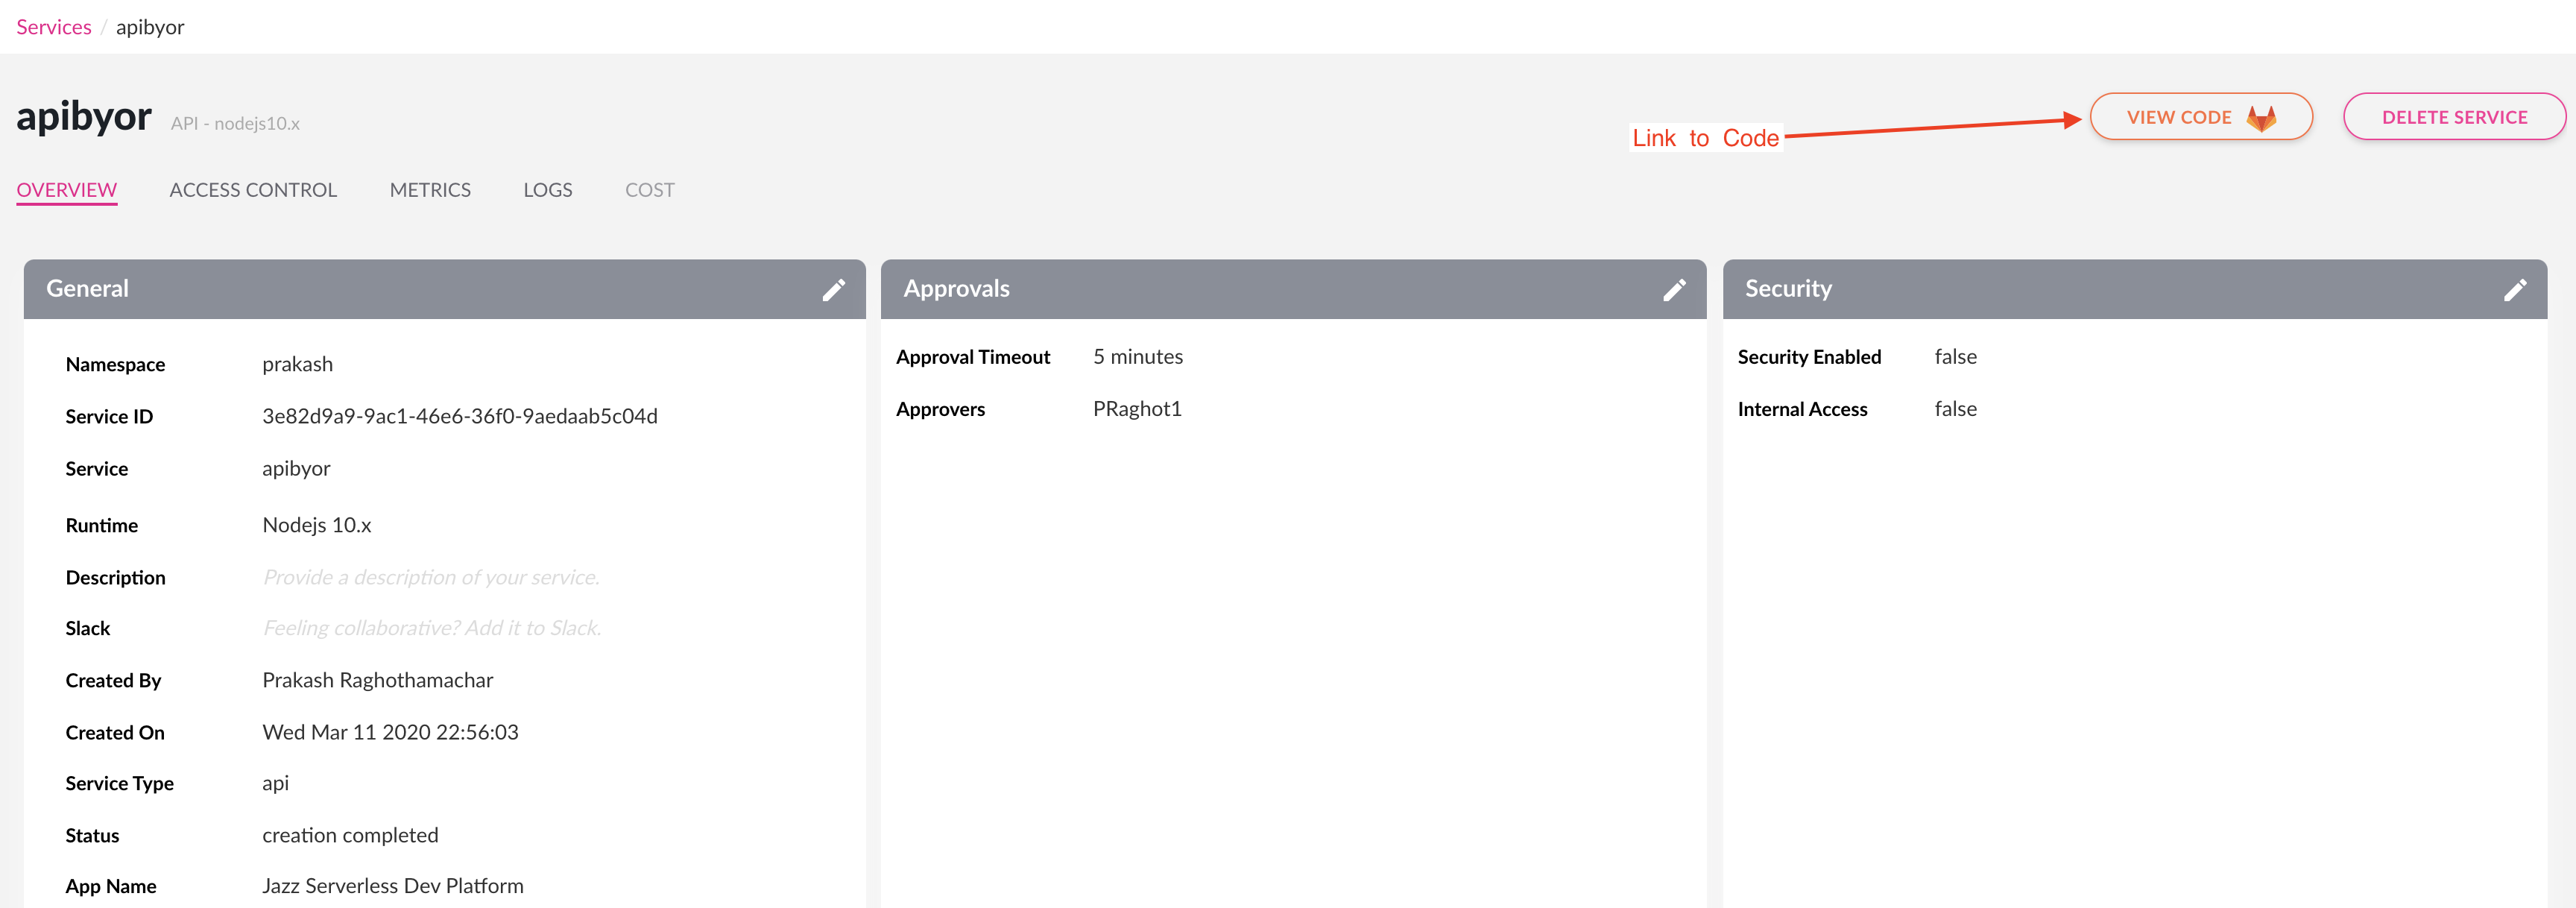 Services / apibyor
apibyor API - nodejs10.x
Link to Code
VIEW CODE
DELETE SERVICE
OVERVIEW ACCESS CONTROL METRICS LOGS COST
General
Namespace prakash
Service ID 3e82d9a9-9ac1-46e6-36f0-9aedaab5c04d
Service apibyor
Runtime Nodejs 10.x
Description Provide a description of your service.
Slack Feeling collaborative? Add it to Slack.
Created By Prakash Raghothamachar
Created On Wed Mar 11 2020 22:56:03
Service Type api
Status creation completed
App Name Jazz Serverless Dev Platform
Approvals
Approval Timeout 5 minutes
Approvers PRaghot1
Security
Security Enabled false
Internal Access false